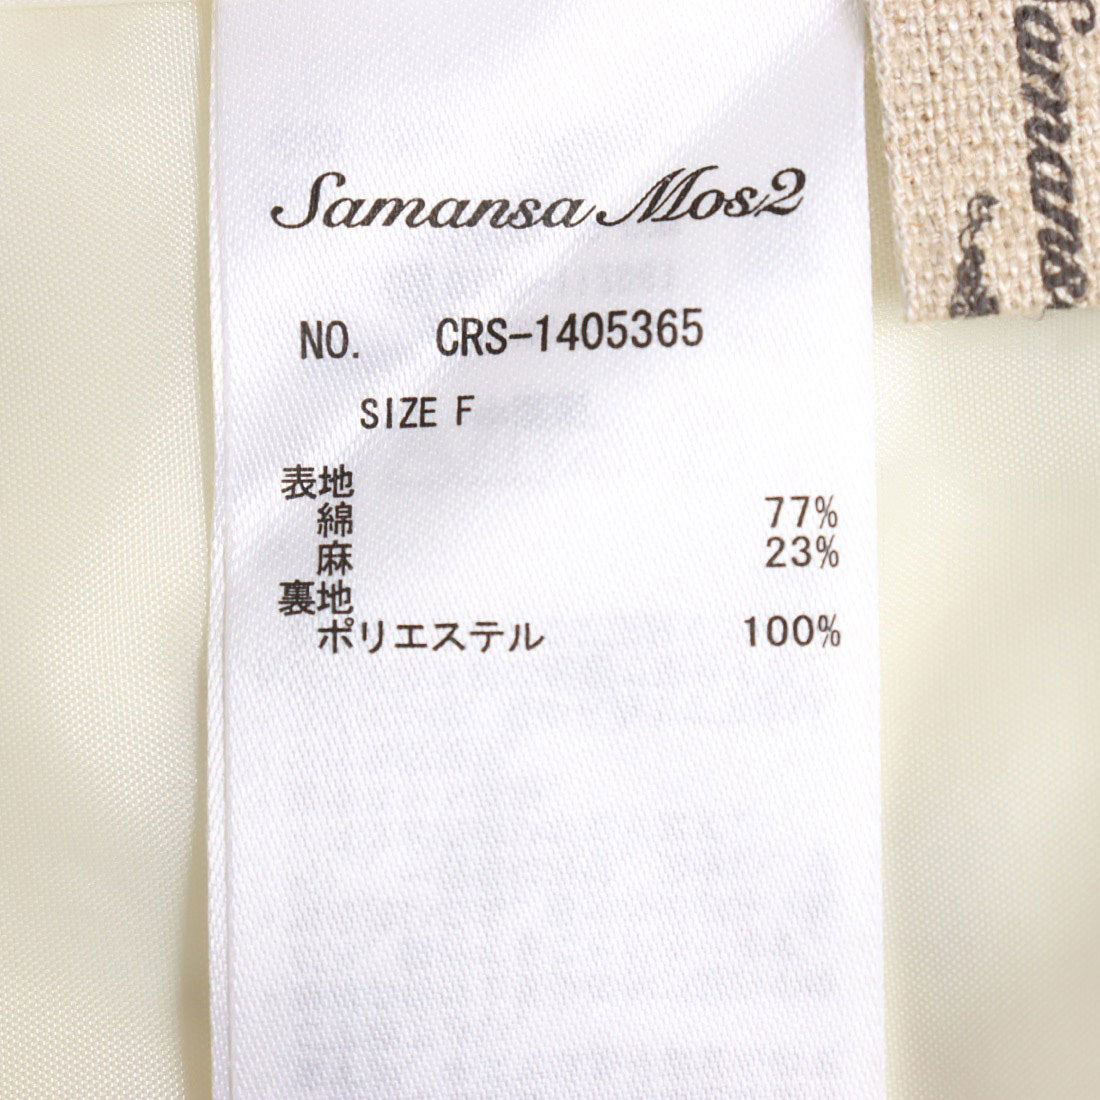 Samansa Mos2
NO. CRS-1405365
SIZE F
表地
綿 77%
麻 23%
裏地
ポリエステル 100%
Samans